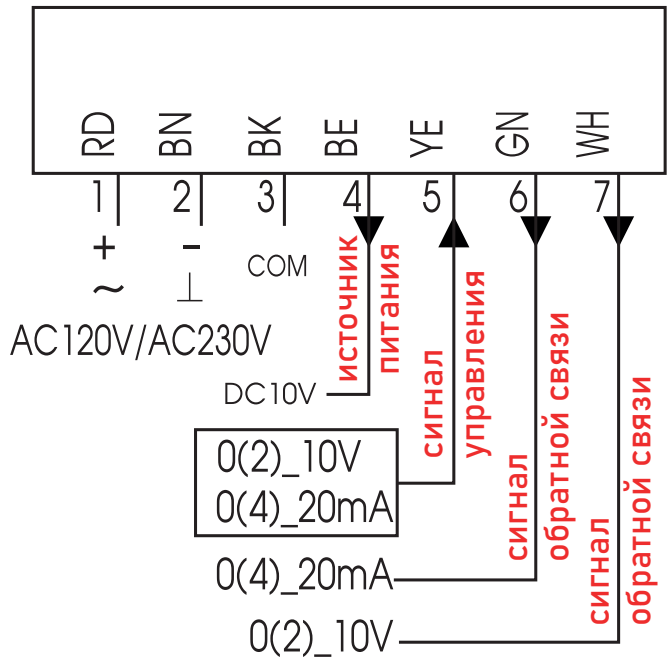 RD BN BK BE YE GN WH
1 2 3 4 5 6 7
+ -
~ ⊥
COM
AC120V/AC230V
источник
питания
DC10V
сигнал
управления
0(2)_10V
0(4)_20mA
сигнал
обратной связи
0(4)_20mA
сигнал
обратной связи
0(2)_10V